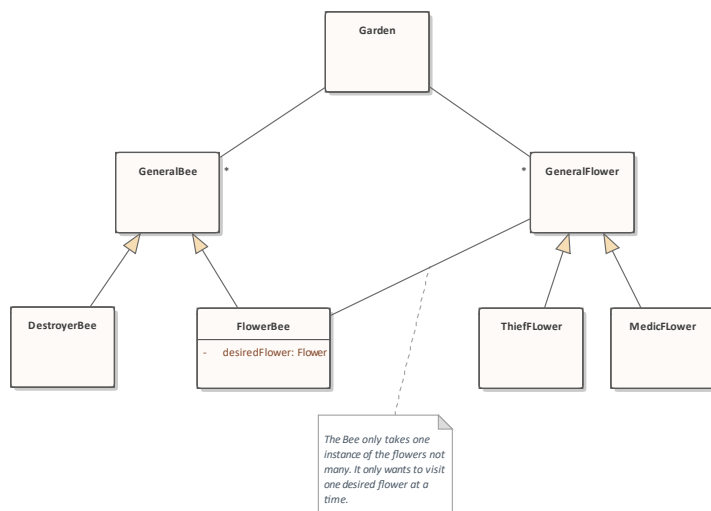 Garden
GeneralBee
*
*
GeneralFlower
DestroyerBee
FlowerBee
- desiredFlower: Flower
ThiefFLower
MedicFLower
The Bee only takes one
instance of the flowers not
many. It only wants to visit
one desired flower at a
time.